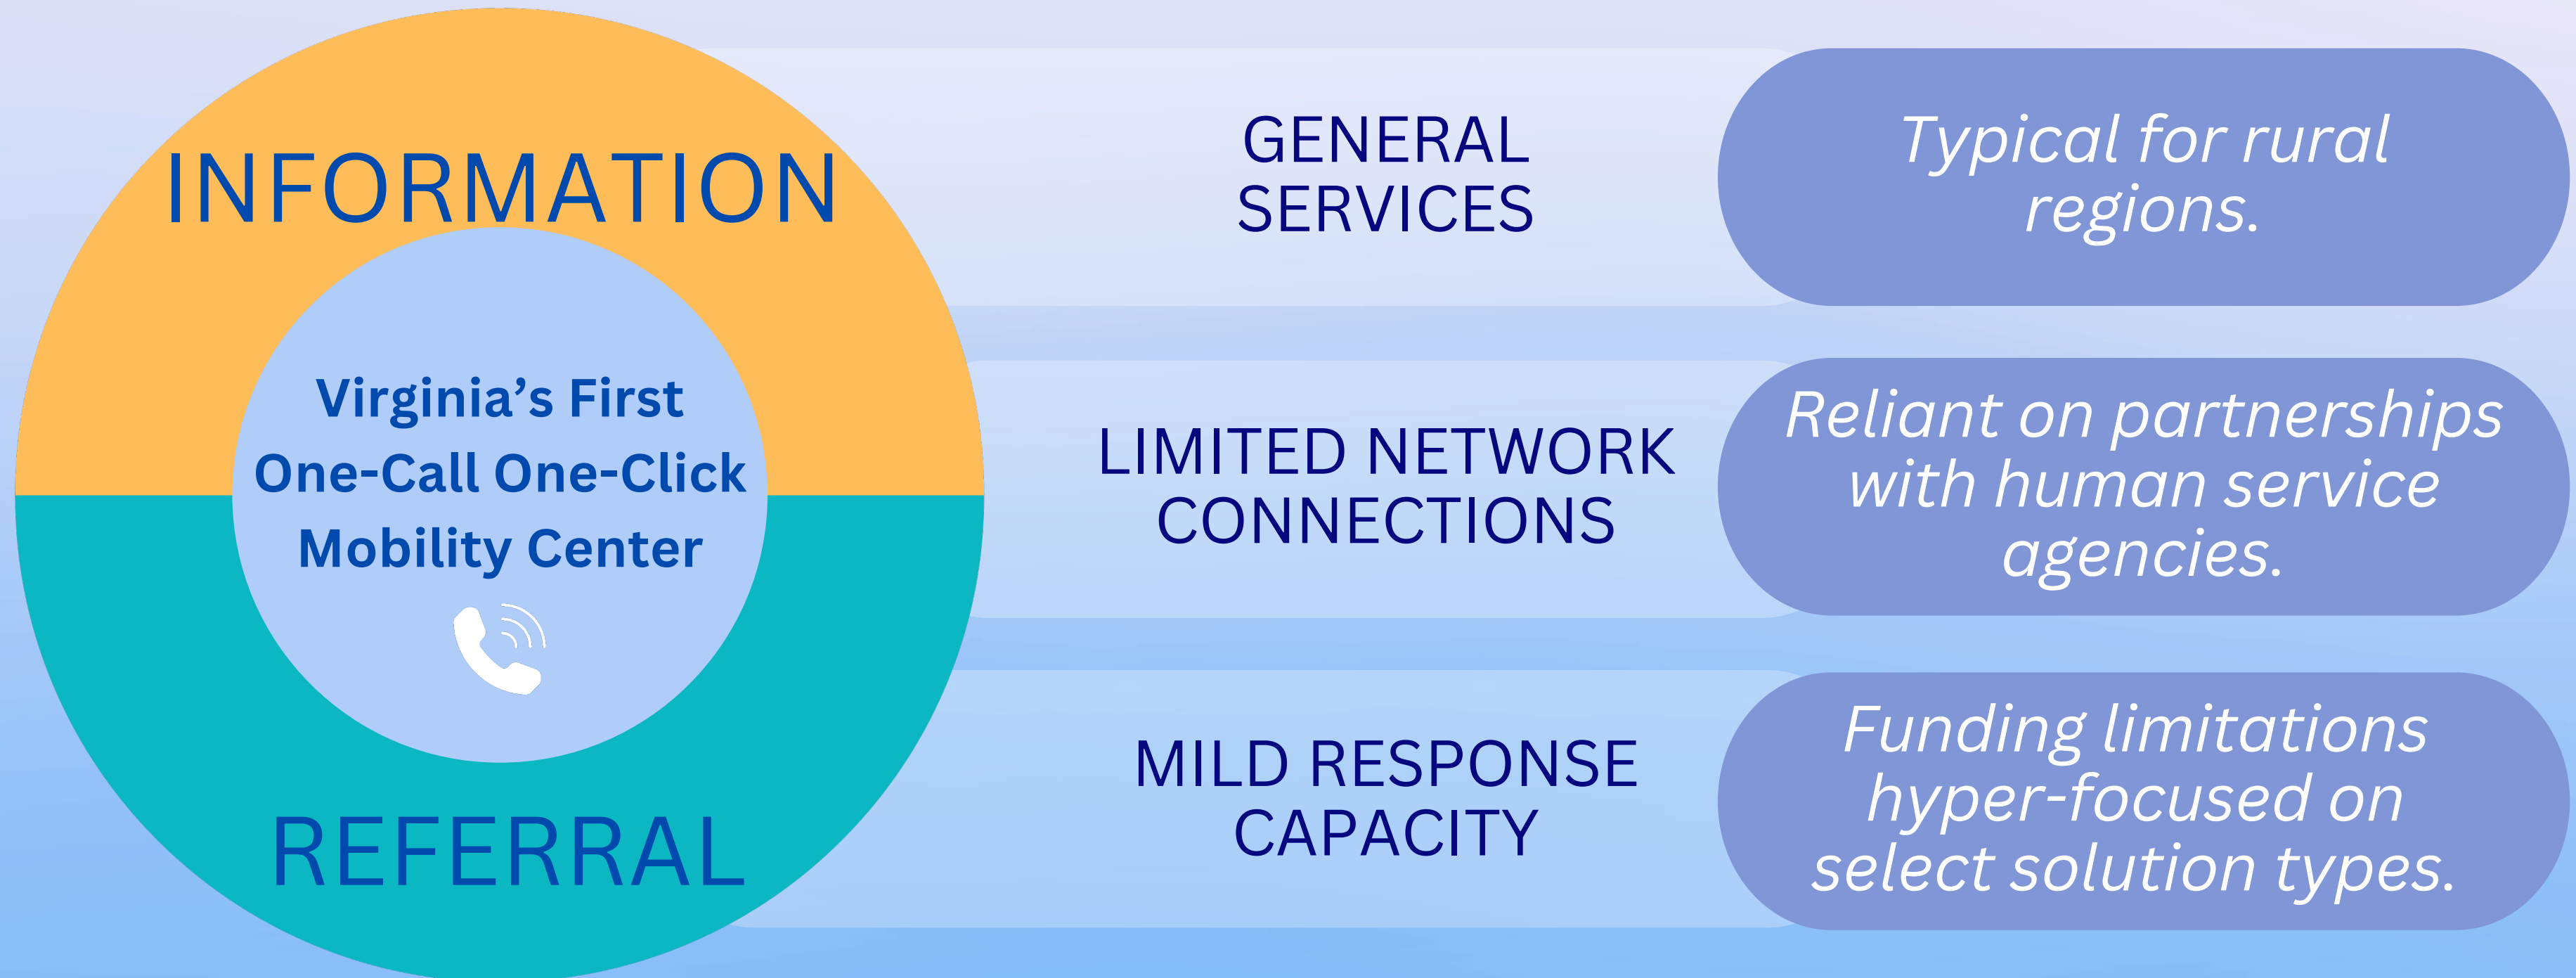 INFORMATION
Virginia’s First
One-Call One-Click
Mobility Center
REFERRAL
GENERAL
SERVICES
Typical for rural
regions.
LIMITED NETWORK
CONNECTIONS
Reliant on partnerships
with human service
agencies.
MILD RESPONSE
CAPACITY
Funding limitations
hyper-focused on
select solution types.